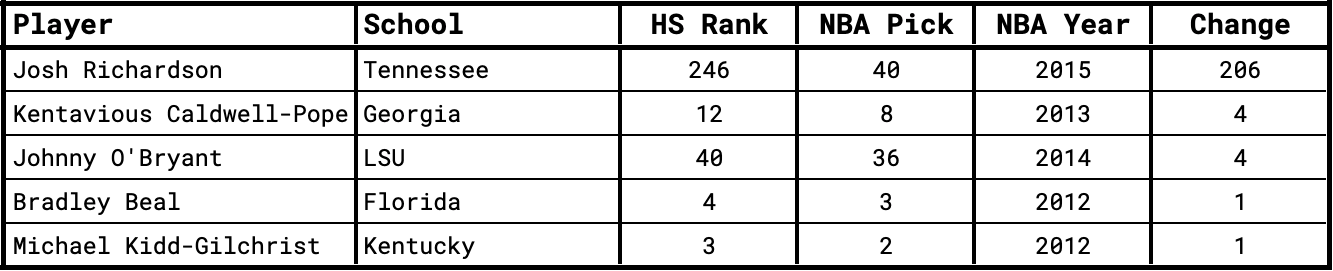 Player School HS Rank NBA Pick NBA Year Change
Josh Richardson Tennessee 246 40 2015 206
Kentavious Caldwell-Pope Georgia 12 8 2013 4
Johnny O'Bryant LSU 40 36 2014 4
Bradley Beal Florida 4 3 2012 1
Michael Kidd-Gilchrist Kentucky 3 2 2012 1